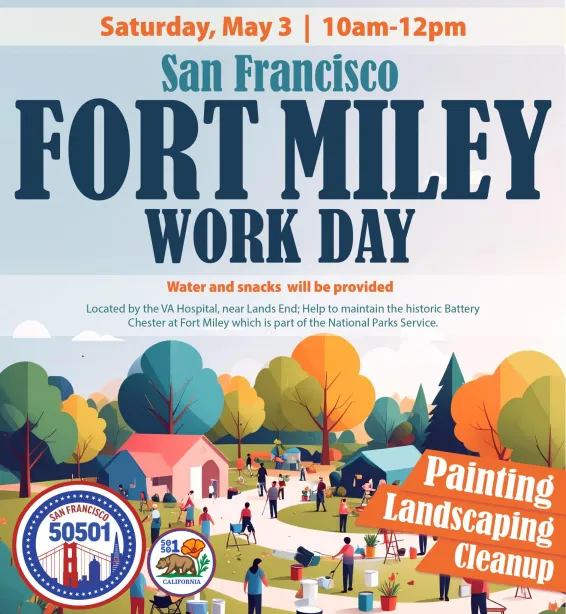 Saturday, May 3 | 10am-12pm
San Francisco
FORT MILEY
WORK DAY
Water and snacks will be provided
Located by the VA Hospital, near Lands End; Help to maintain the historic Battery
Chester at Fort Miley which is part of the National Parks Service.
Painting
Landscaping
Cleanup
SAN FRANCISCO
50501
50
501
CALIFORNIA